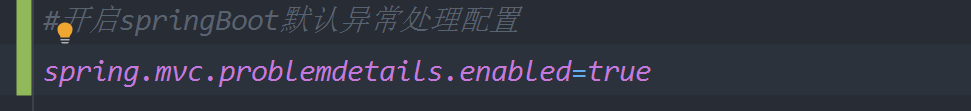 #开启springBoot默认异常处理配置
spring.mvc.problemdetails.enabled=true